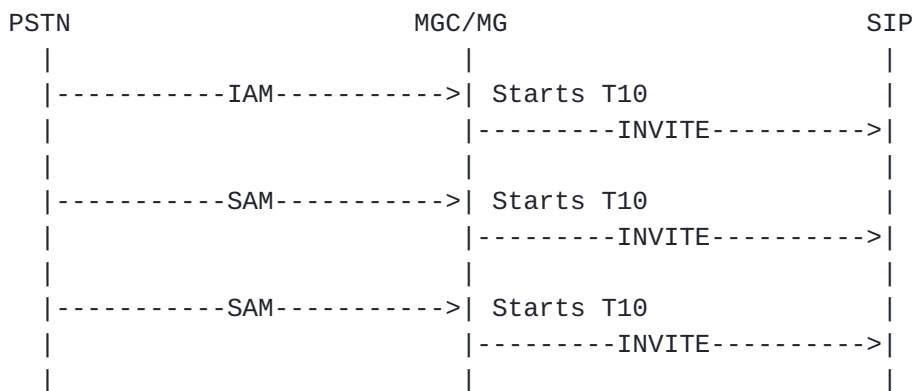 PSTN                      MGC/MG                       SIP
  |                          |                          |
  |-----------IAM----------->| Starts T10               |
  |                          |---------INVITE---------->|
  |                          |                          |
  |-----------SAM----------->| Starts T10               |
  |                          |---------INVITE---------->|
  |                          |                          |
  |-----------SAM----------->| Starts T10               |
  |                          |---------INVITE---------->|
  |                          |                          |